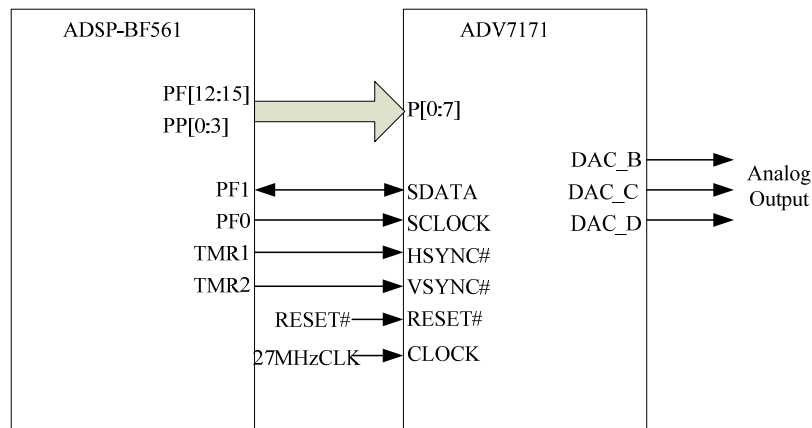 ADSP-BF561
ADV7171
PF[12:15]
PP[0:3]
P[0:7]
DAC_B
DAC_C
DAC_D
Analog
Output
PF1
SDATA
PF0
SCLOCK
TMR1
HSYNC#
TMR2
VSYNC#
RESET#
RESET#
27MHzCLK
CLOCK